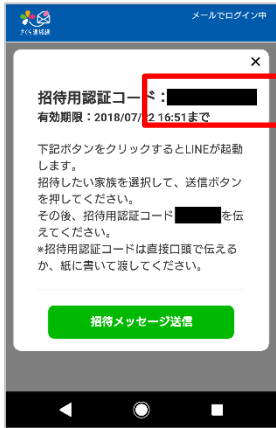 さくら連絡網
メールでログイン中
×
招待用認証コード：
有効期限：2018/07/ 2 16:51まで
下記ボタンをクリックするとLINEが起動
します。
招待したい家族を選択して、送信ボタン
を押してください。
その後、招待用認証コード を伝
えてください。
※招待用認証コードは直接口頭で伝える
か、紙に書いて渡してください。
招待メッセージ送信